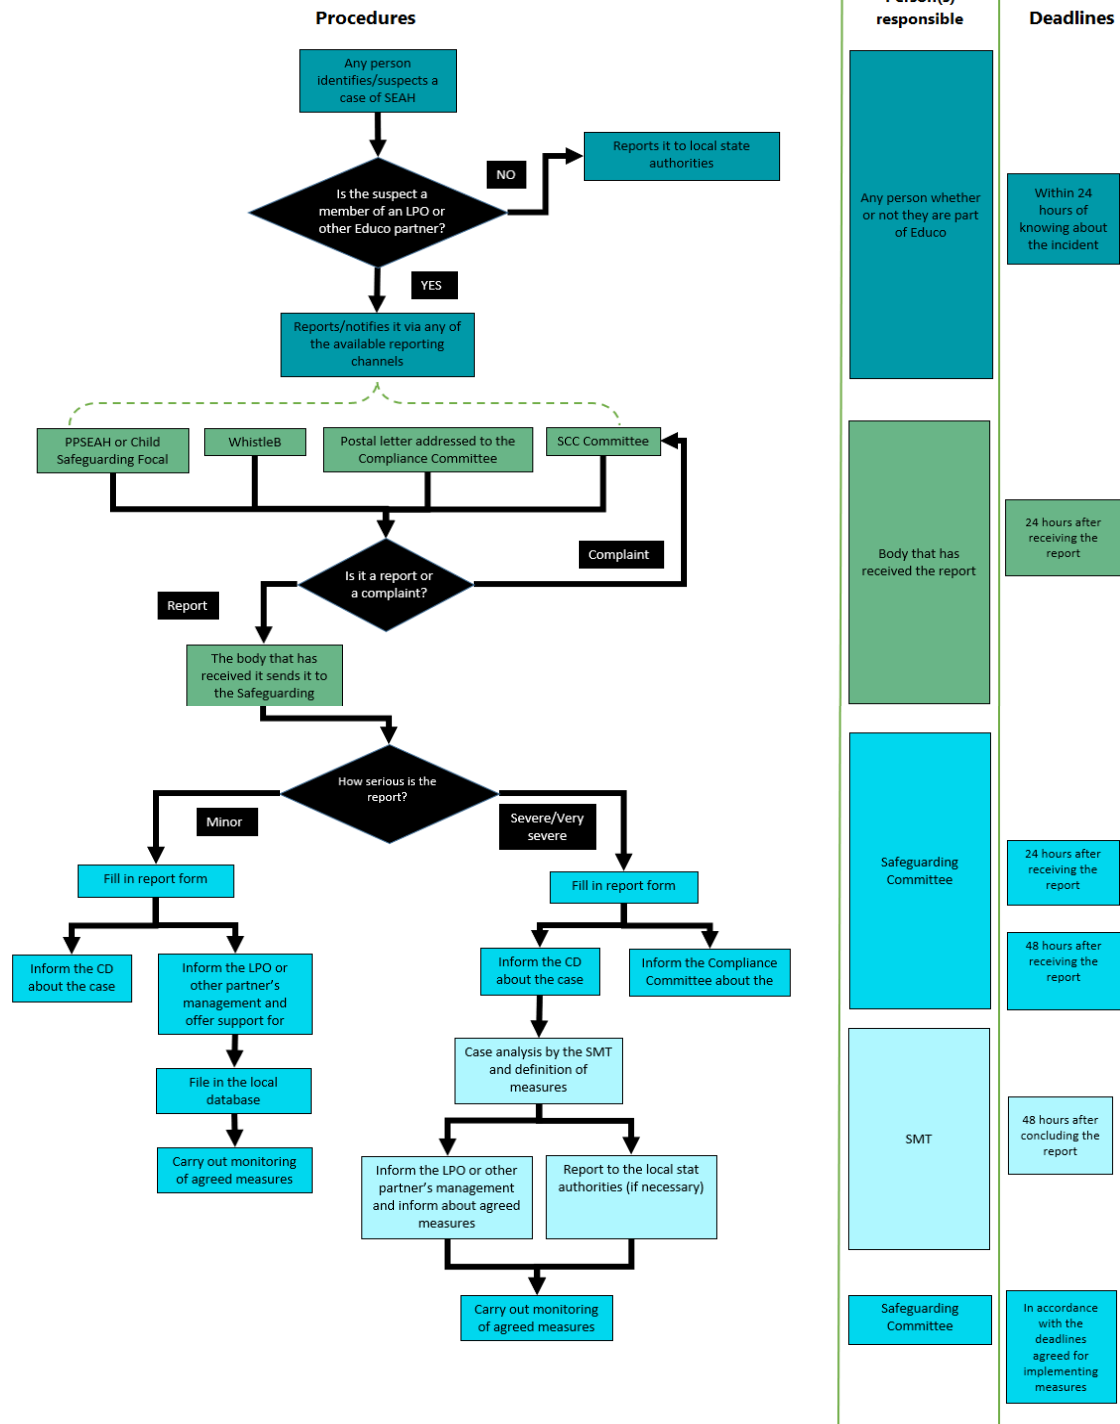 Procedures
Person(s)
responsible
Deadlines
Any person
identifies/suspects a
case of SEAH
Reports it to local state
authorities
NO
Is the suspect a
member of an LPO or
other Educo partner?
Any person whether
or not they are part
of Educo
Within 24
hours of
knowing about
the incident
YES
Reports/notifies it via any of
the available reporting
channels
PPSEAH or Child
Safeguarding Focal
WhistleB
Postal letter addressed to the
Compliance Committee
SCC Committee
Complaint
Is it a report or
a complaint?
Report
Body that has
received the report
24 hours after
receiving the
report
The body that has
received it sends it to
the Safeguarding
How serious is the
report?
Minor
Severe/Very
severe
Fill in report form
Fill in report form
Safeguarding
Committee
24 hours after
receiving the
report
48 hours after
receiving the
report
Inform the CD
about the case
Inform the LPO or
other partner's
management and
offer support for
Inform the CD
about the case
Inform the Compliance
Committee about the
File in the local
database
Carry out monitoring
of agreed measures
Case analysis by the SMT
and definition of
measures
SMT
48 hours after
concluding the
report
Inform the LPO or other
partner's management
and inform about agreed
measures
Report to the local stat
authorities (if necessary)
Carry out monitoring
of agreed measures
Safeguarding
Committee
In accordance
with the
deadlines
agreed for
implementing
measures